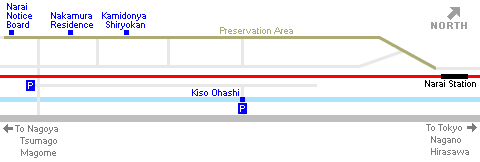 Narai
Notice
Board
Nakamura
Residence
Kamidonya
Shiryokan
Preservation Area
NORTH
Narai Station
P
Kiso Ohashi
P
To Nagoya
Tsumago
Magome
To Tokyo
Nagano
Hirasawa